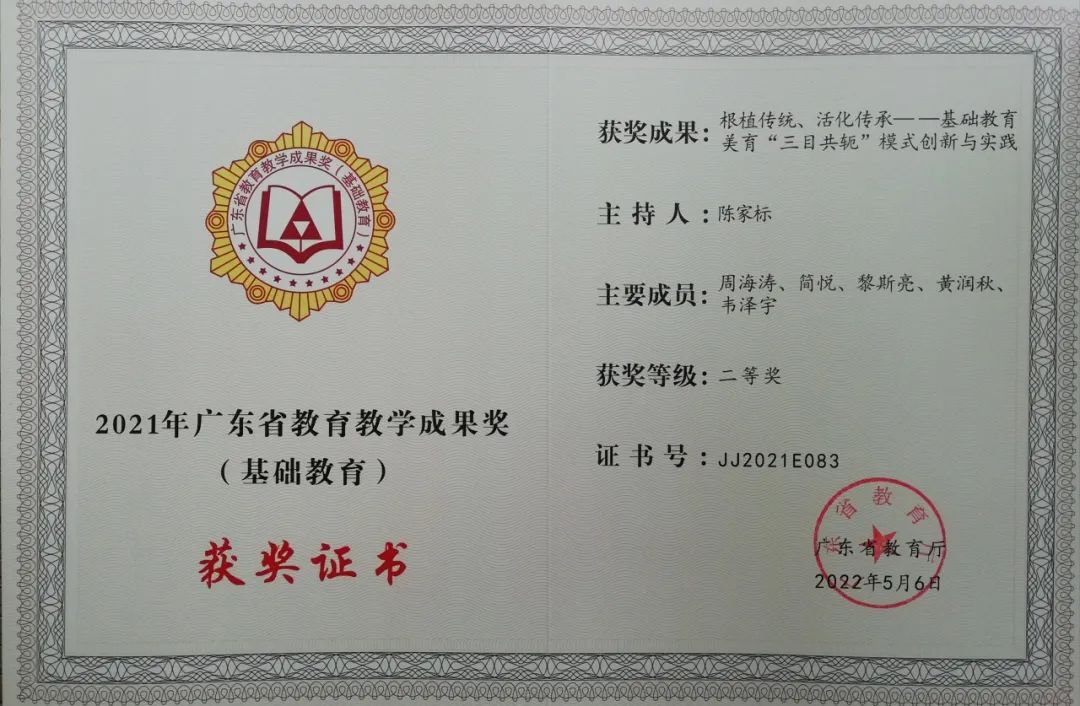 广东省教育教学成果奖（基础教育）
2021年广东省教育教学成果奖
（基础教育）
获奖证书
获奖成果：根植传统、活化传承——基础教育
美育“三目共轭”模式创新与实践
主持人：陈家标
主要成员：周海涛、简悦、黎斯亮、黄润秋、
韦泽宇
获奖等级：二等奖
证书号：JJ2021E083
广东省教育厅
2022年5月6日